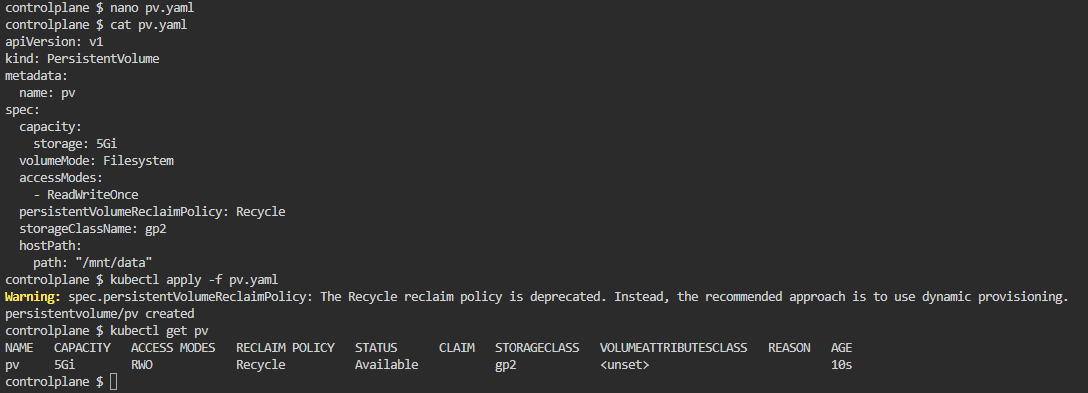 controlplane $ nano pv.yaml
controlplane $ cat pv.yaml
apiVersion: v1
kind: PersistentVolume
metadata:
  name: pv
spec:
  capacity:
    storage: 5Gi
  volumeMode: Filesystem
  accessModes:
    - ReadWriteOnce
  persistentVolumeReclaimPolicy: Recycle
  storageClassName: gp2
  hostPath:
    path: "/mnt/data"
controlplane $ kubectl apply -f pv.yaml
Warning: spec.persistentVolumeReclaimPolicy: The Recycle reclaim policy is deprecated. Instead, the recommended approach is to use dynamic provisioning.
persistentvolume/pv created
controlplane $ kubectl get pv
NAME   CAPACITY   ACCESS MODES   RECLAIM POLICY   STATUS      CLAIM   STORAGECLASS   VOLUMEATTRIBUTESCLASS   REASON   AGE
pv     5Gi        RWO            Recycle          Available           gp2            <unset>                          10s
controlplane $